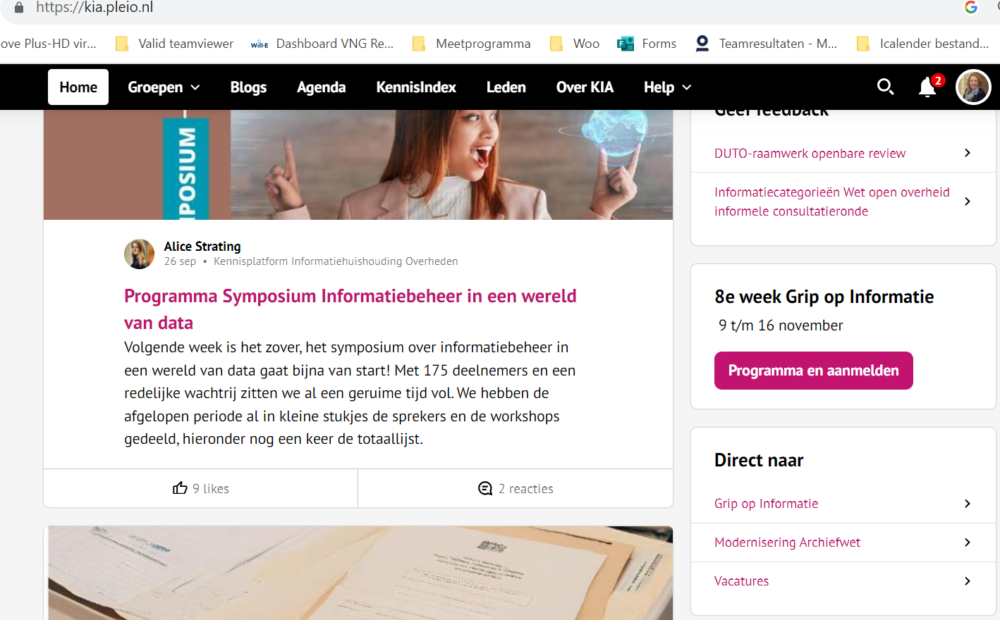 https://kia.pleio.nl
ove Plus-HD vir...
Valid teamviewer
Will-E
Dashboard VNG Re...
Meetprogramma
Woo
Forms
Teamresultaten - M...
Icalender bestand...
Home
Groepen
Blogs
Agenda
KennisIndex
Leden
Over KIA
Help
2
POSIUM
Alice Strating
26 sep • Kennisplatform Informatiehuishouding Overheden
Programma Symposium Informatiebeheer in een wereld
van data
Volgende week is het zover, het symposium over informatiebeheer in
een wereld van data gaat bijna van start! Met 175 deelnemers en een
redelijke wachtrij zitten we al een geruime tijd vol. We hebben de
afgelopen periode al in kleine stukjes de sprekers en de workshops
gedeeld, hieronder nog een keer de totaallijst.
9 likes
2 reacties
Geef feedback
DUTO-raamwerk openbare review
Informatiecategorieën Wet open overheid
informele consultatieronde
8e week Grip op Informatie
9 t/m 16 november
Programma en aanmelden
Direct naar
Grip op Informatie
Modernisering Archiefwet
Vacatures